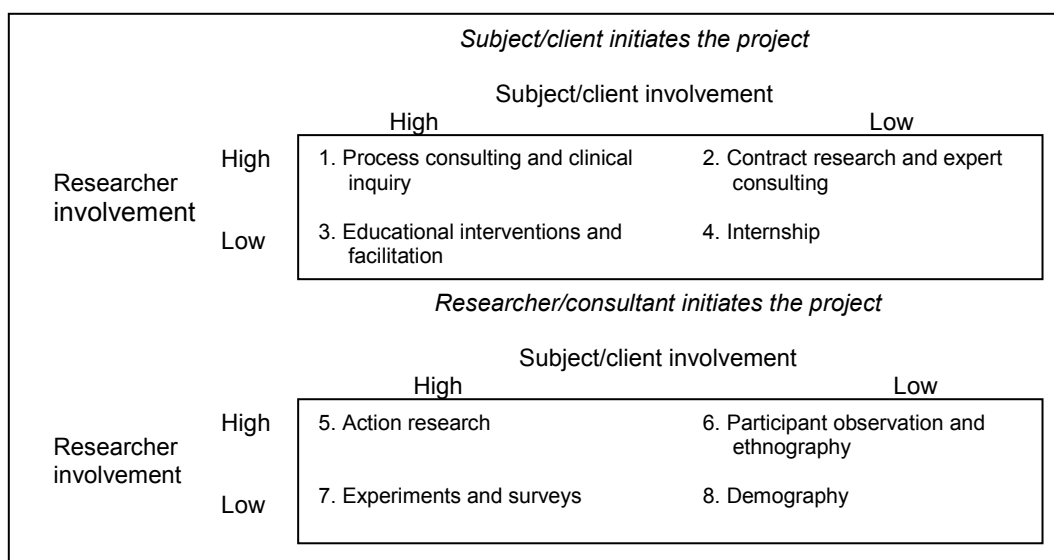 Subject/client initiates the project
Subject/client involvement
High Low
High 1. Process consulting and clinical 2. Contract research and expert
Researcher inquiry consulting
involvement
Low 3. Educational interventions and 4. Internship
facilitation
Researcher/consultant initiates the project
Subject/client involvement
High Low
High 5. Action research 6. Participant observation and
Researcher ethnography
involvement
Low 7. Experiments and surveys 8. Demography